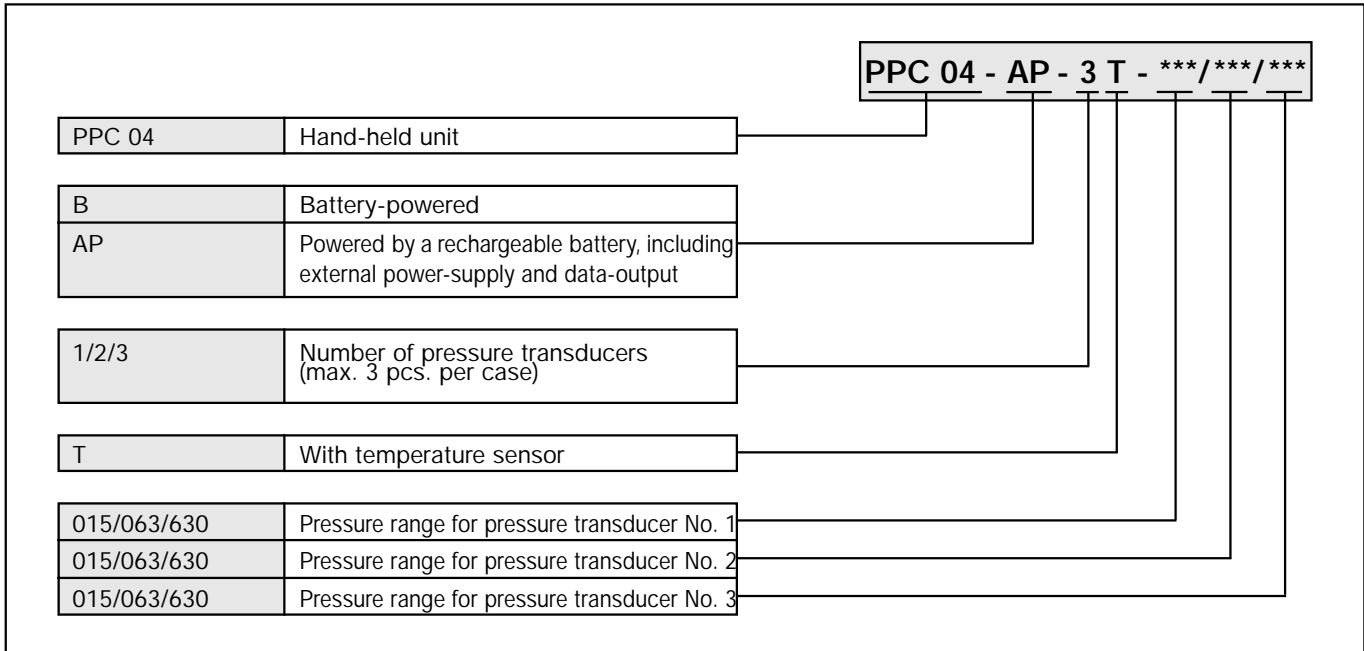 PPC 04 - AP - 3 T - ***/***/***
PPC 04 Hand-held unit
B Battery-powered
AP Powered by a rechargeable battery, including
external power-supply and data-output
1/2/3 Number of pressure transducers
(max. 3 pcs. per case)
T With temperature sensor
015/063/630 Pressure range for pressure transducer No. 1
015/063/630 Pressure range for pressure transducer No. 2
015/063/630 Pressure range for pressure transducer No. 3